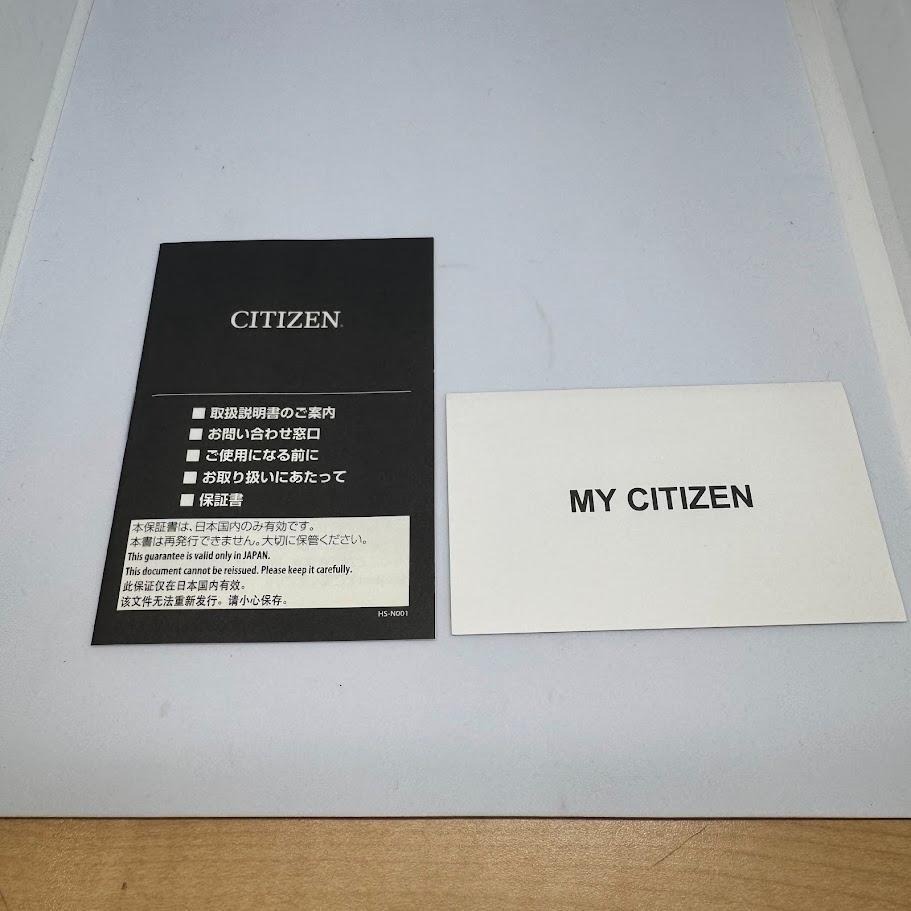 CITIZEN
■ 取扱説明書のご案内
■ お問い合わせ窓口
■ ご使用になる前に
■ お取り扱いにあたって
■ 保証書
本保証書は、日本国内のみ有効です。
本書は再発行できません。大切に保管ください。
This guarantee is valid only in JAPAN.
This document cannot be reissued. Please keep it carefully.
此保证仅在日本国内有效。
该文件无法重新发行。请小心保存。
HS-N001
MY CITIZEN